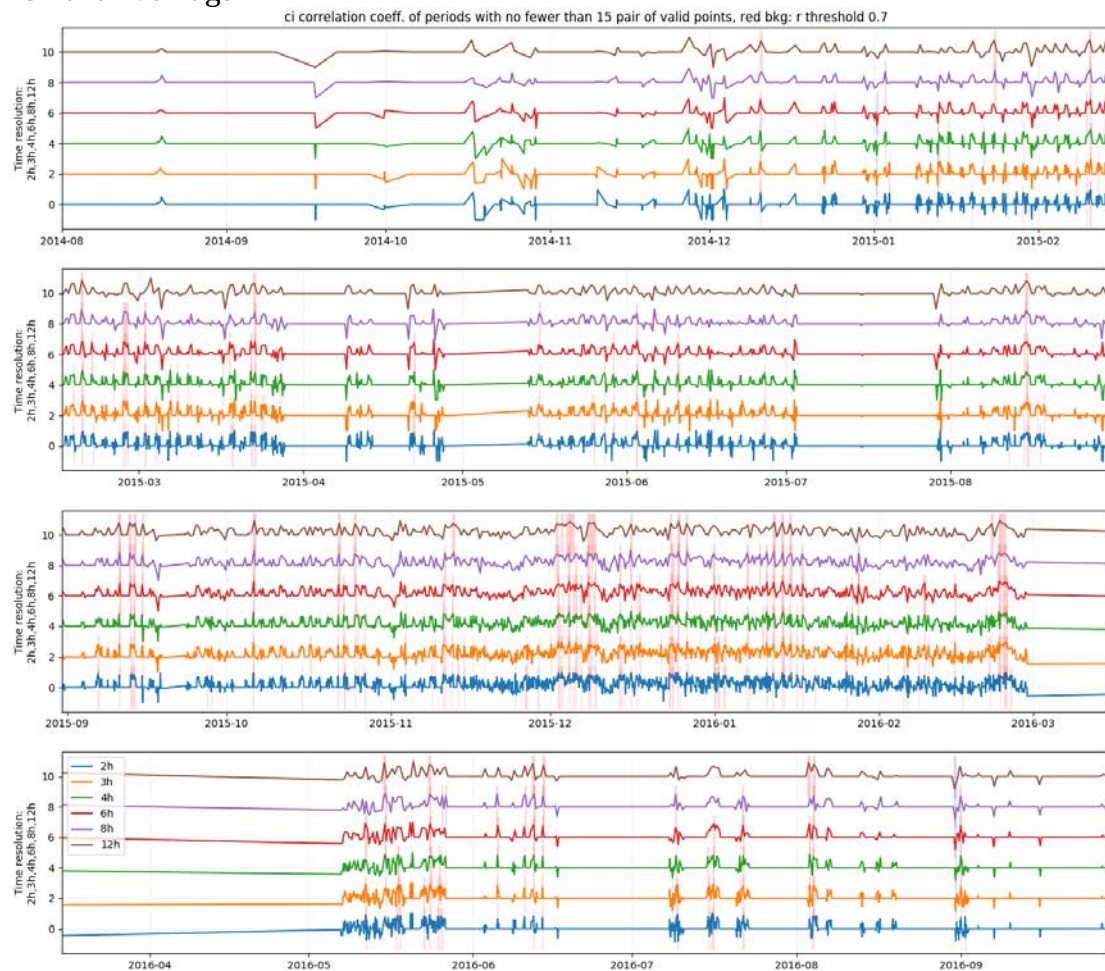 ci correlation coeff. of periods with no fewer than 15 pair of valid points, red bkg: r threshold 0.7
Time resolution:
2h,3h,4h,6h,8h,12h
10
8
6
4
2
0
2014-08 2014-09 2014-10 2014-11 2014-12 2015-01 2015-02
Time resolution:
2h,3h,4h,6h,8h,12h
10
8
6
4
2
0
2015-03 2015-04 2015-05 2015-06 2015-07 2015-08
Time resolution:
2h,3h,4h,6h,8h,12h
10
8
6
4
2
0
2015-09 2015-10 2015-11 2015-12 2016-01 2016-02 2016-03
Time resolution:
2h,3h,4h,6h,8h,12h
10
8
6
4
2
0
2h
3h
4h
6h
8h
12h
2016-04 2016-05 2016-06 2016-07 2016-08 2016-09